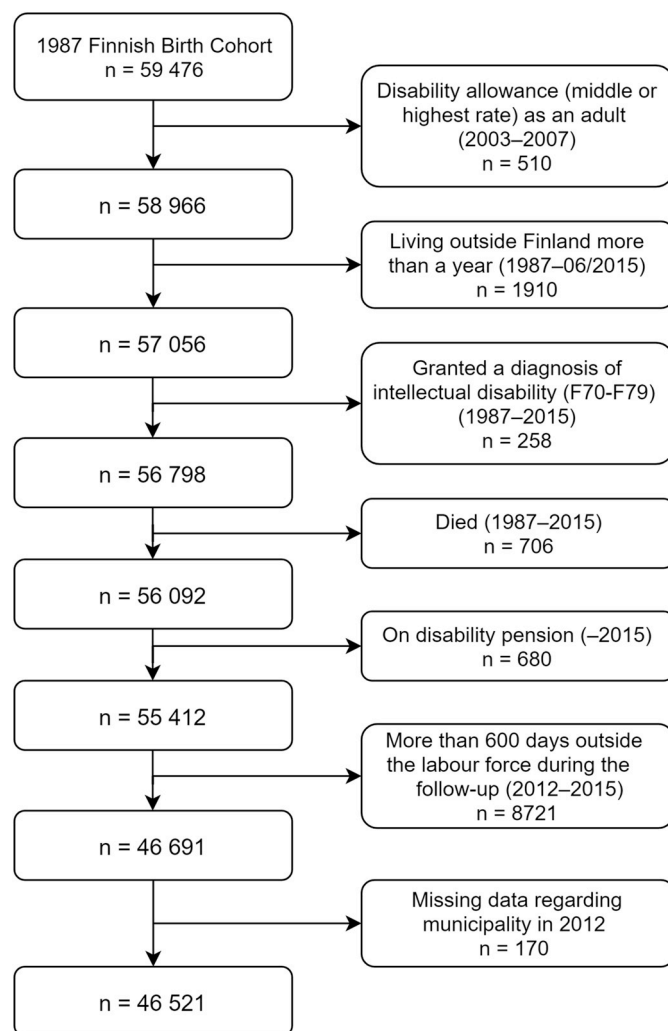 1987 Finnish Birth Cohort
n = 59 476
Disability allowance (middle or
highest rate) as an adult
(2003–2007)
n = 510
n = 58 966
Living outside Finland more
than a year (1987–06/2015)
n = 1910
n = 57 056
Granted a diagnosis of
intellectual disability (F70-F79)
(1987–2015)
n = 258
n = 56 798
Died (1987–2015)
n = 706
n = 56 092
On disability pension (–2015)
n = 680
n = 55 412
More than 600 days outside
the labour force during the
follow-up (2012–2015)
n = 8721
n = 46 691
Missing data regarding
municipality in 2012
n = 170
n = 46 521